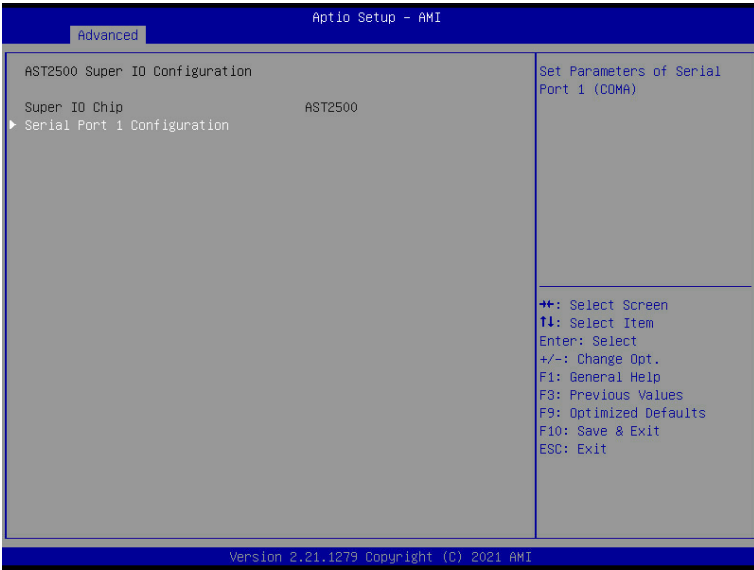 Aptio Setup – AMI
Advanced
AST2500 Super IO Configuration
Super IO Chip AST2500
▶ Serial Port 1 Configuration
Set Parameters of Serial
Port 1 (COMA)
→←: Select Screen
↑↓: Select Item
Enter: Select
+/-: Change Opt.
F1: General Help
F3: Previous Values
F9: Optimized Defaults
F10: Save & Exit
ESC: Exit
Version 2.21.1279 Copyright (C) 2021 AMI